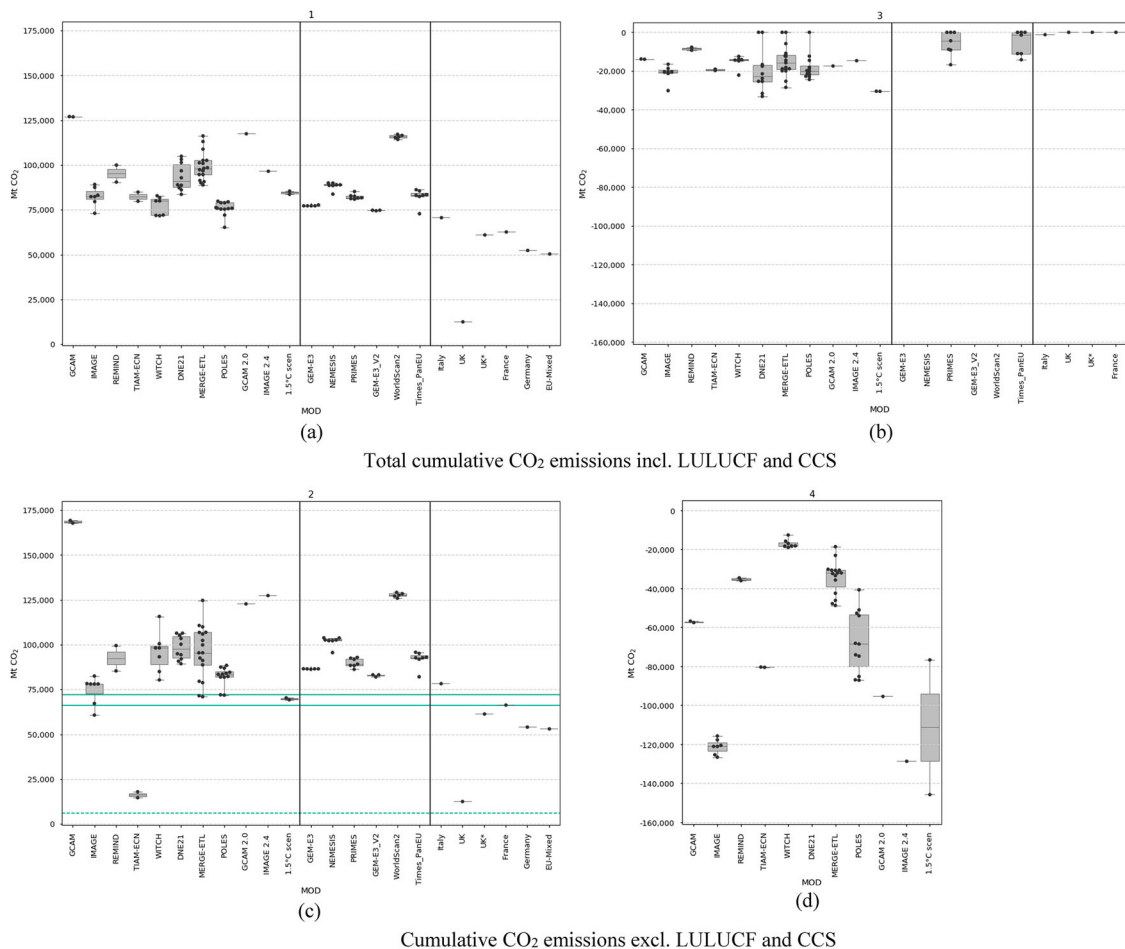 1
175,000
150,000
125,000
100,000
75,000
50,000
25,000
0
Mt CO₂
GCAM
IMAGE
REMIND
TIAM-ECN
WITCH
DNE21
MERGE-ETL
POLES
GCAM 2.0
IMAGE 2.4
1.5°C scen
GEM-E3
NEMESIS
PRIMES
GEM-E3_V2
WorldScan2
Times_PanEU
Italy
UK
UK*
France
Germany
EU-Mixed
MOD
(a)
3
0
-20,000
-40,000
-60,000
-80,000
-100,000
-120,000
-140,000
-160,000
Mt CO₂
GCAM
IMAGE
REMIND
TIAM-ECN
WITCH
DNE21
MERGE-ETL
POLES
GCAM 2.0
IMAGE 2.4
1.5°C scen
GEM-E3
NEMESIS
PRIMES
GEM-E3_V2
WorldScan2
Times_PanEU
Italy
UK
UK*
France
MOD
(b)
Total cumulative CO₂ emissions incl. LULUCF and CCS
2
175,000
150,000
125,000
100,000
75,000
50,000
25,000
0
Mt CO₂
GCAM
IMAGE
REMIND
TIAM-ECN
WITCH
DNE21
MERGE-ETL
POLES
GCAM 2.0
IMAGE 2.4
1.5°C scen
GEM-E3
NEMESIS
PRIMES
GEM-E3_V2
WorldScan2
Times_PanEU
Italy
UK
UK*
France
Germany
EU-Mixed
MOD
(c)
4
0
-20,000
-40,000
-60,000
-80,000
-100,000
-120,000
-140,000
-160,000
Mt CO₂
GCAM
IMAGE
REMIND
TIAM-ECN
WITCH
DNE21
MERGE-ETL
POLES
GCAM 2.0
IMAGE 2.4
1.5°C scen
MOD
(d)
Cumulative CO₂ emissions excl. LULUCF and CCS